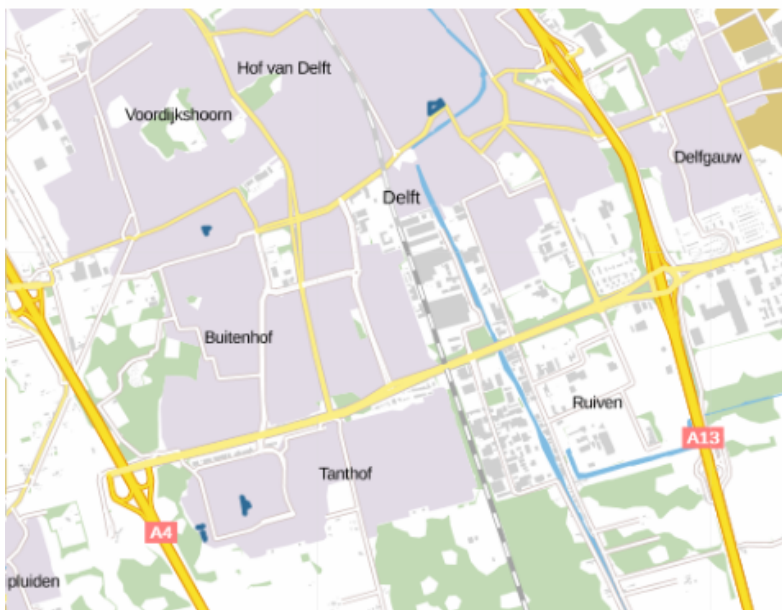 Hof van Delft
Voordijkshoorn
Delfgauw
Delft
Buitenhof
Ruiven
A13
Tanthof
A4
pluiden